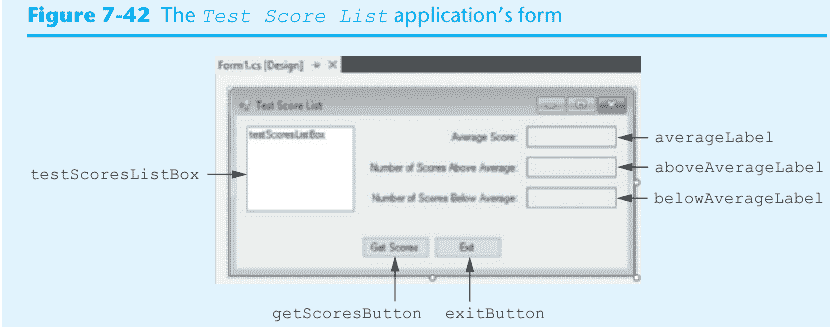 Figure 7-42 The Test Score List application's form
Form1.cs [Design]
Test Score List
testScoresListBox
Average Score:
averageLabel
Number of Scores Above Average:
aboveAverageLabel
testScoresListBox
Number of Scores Below Average:
belowAverageLabel
Get Scores
Exit
getScoresButton
exitButton